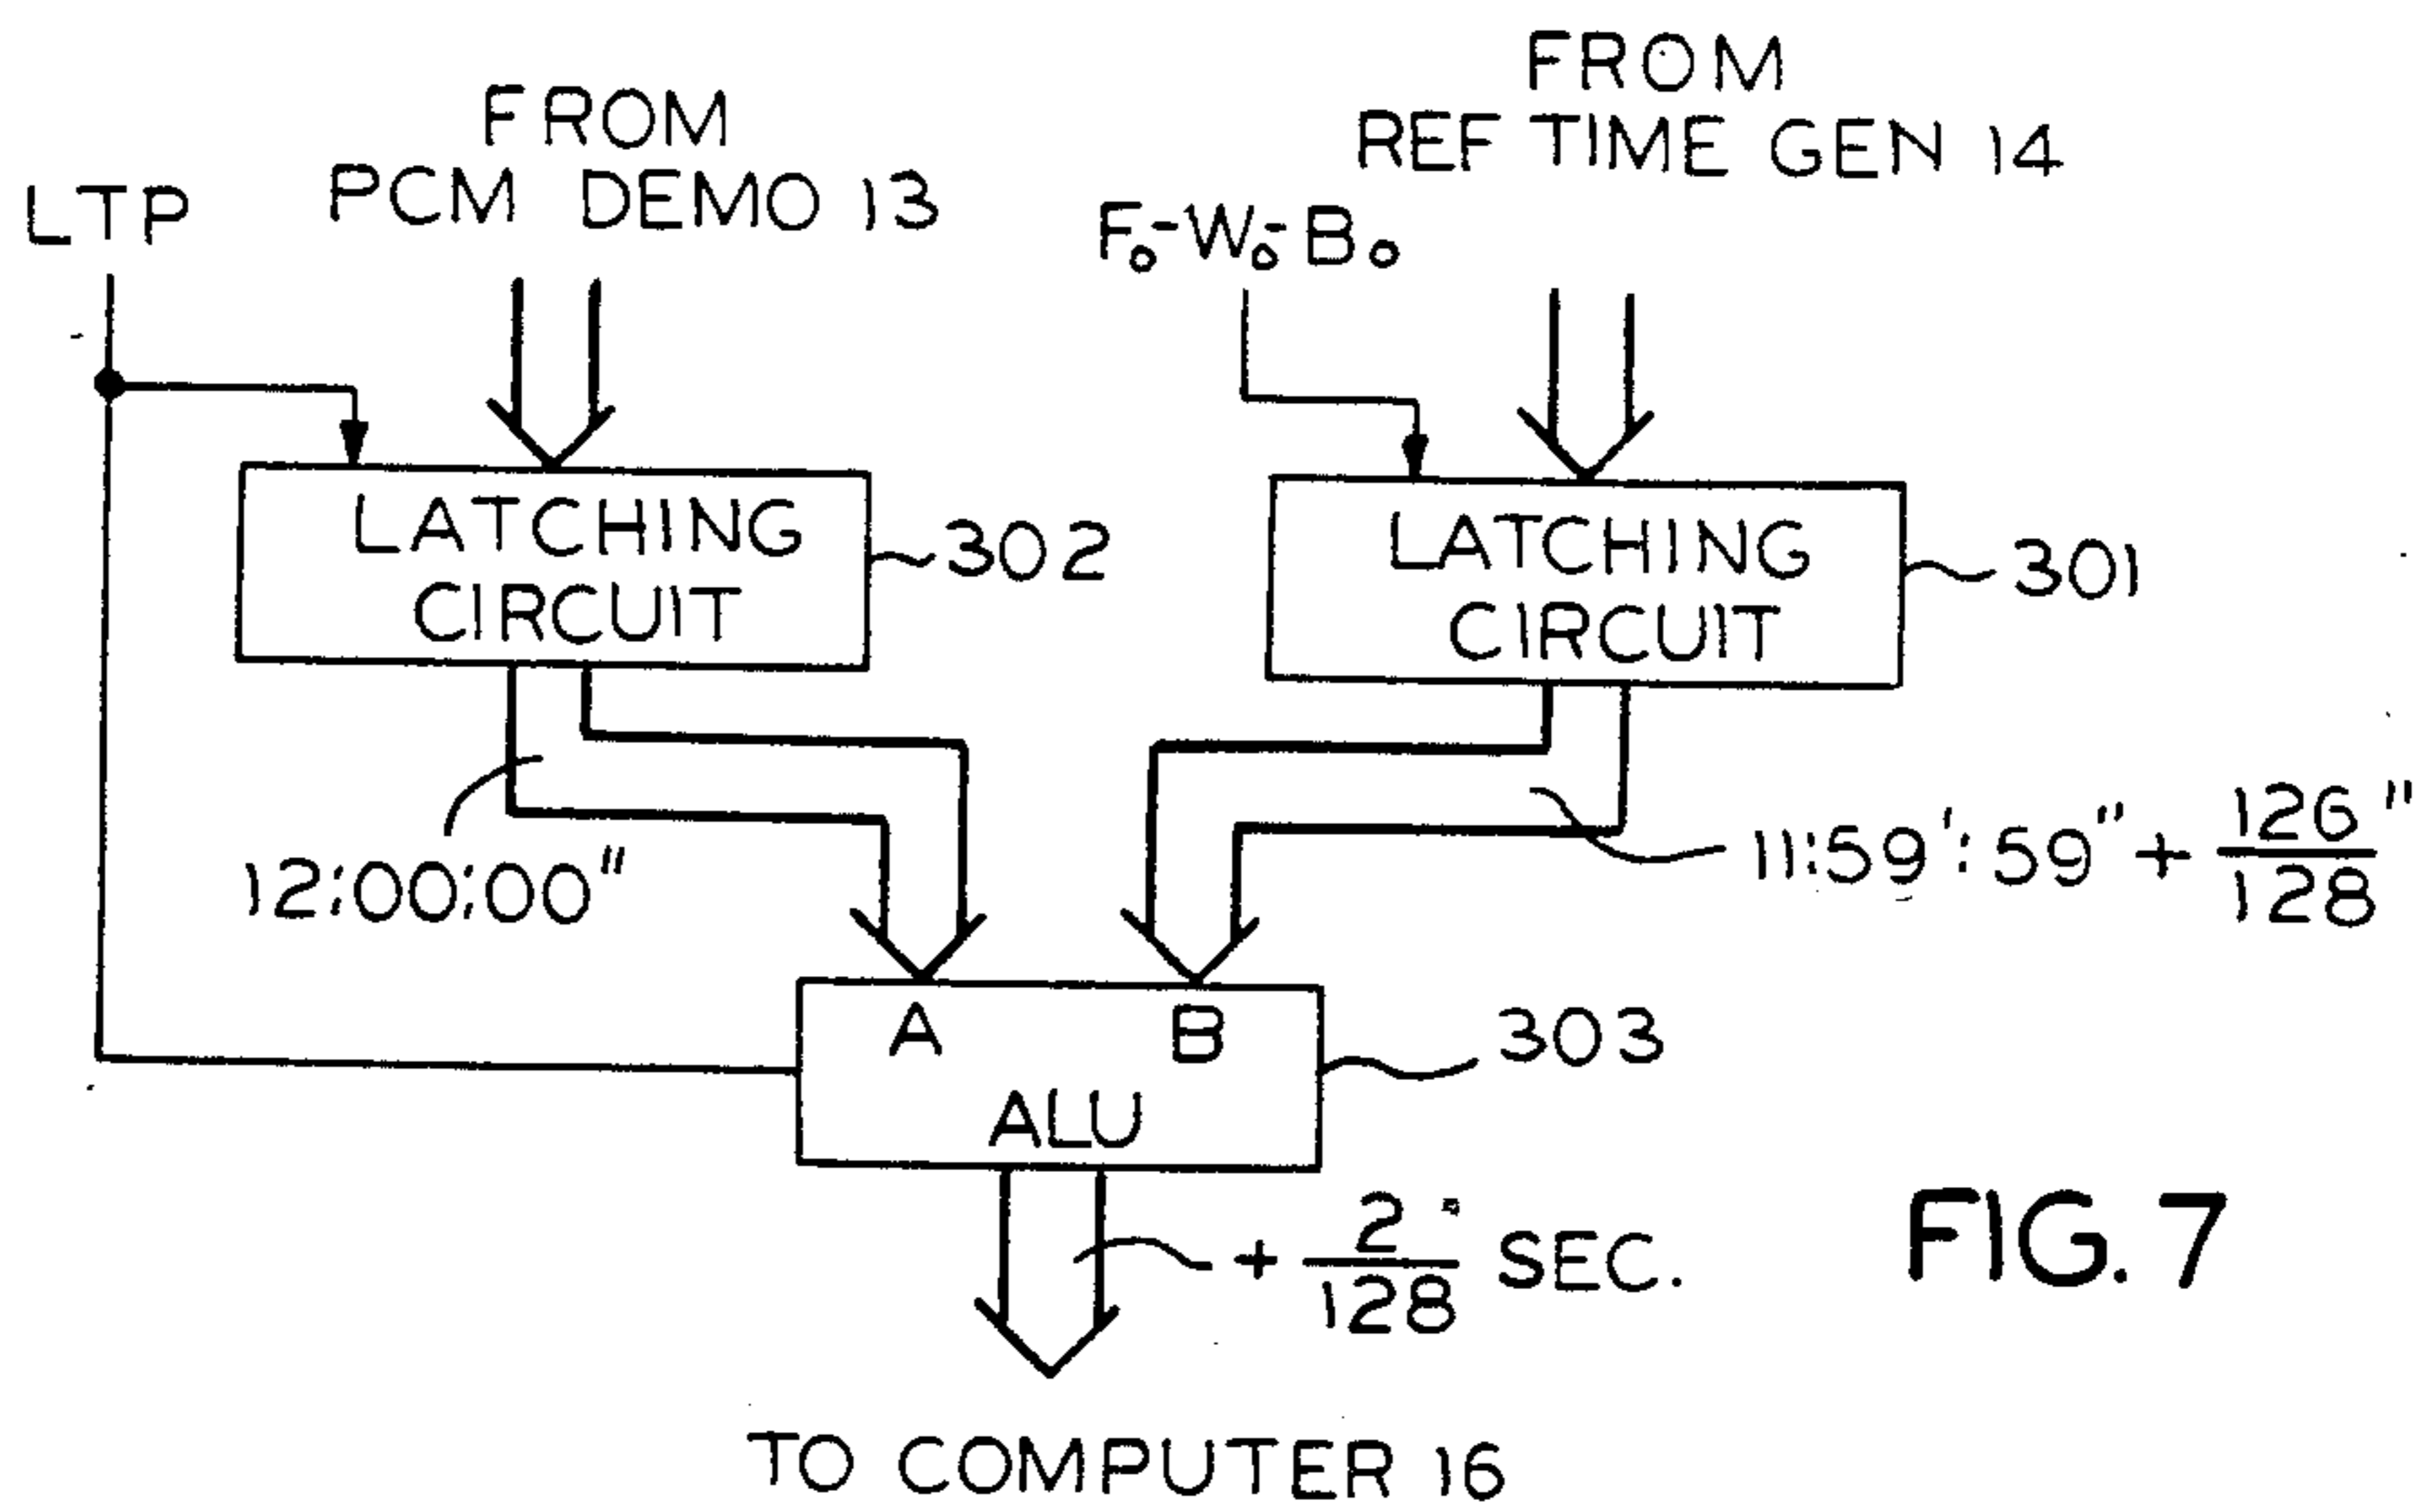 FROM
REF TIME GEN 14
FROM
PCM DEMO 13
LTP
F₀-W₀-B₀
LATCHING
CIRCUIT
302
LATCHING
CIRCUIT
301
12:00:00"
11:59':59" + 126"/128
A
B
303
ALU
+ 2/128 SEC.
FIG. 7
TO COMPUTER 16